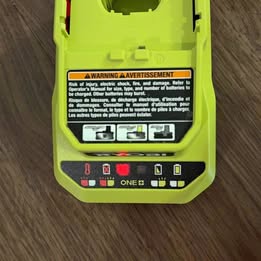 WARNING AVERTISSEMENT
Risk of injury, electric shock, fire, and damage. Refer to
Operator's Manual for size, type, and number of batteries
to be charged. Other batteries may burst.
Risque de blessure, de décharge électrique, d'incendie et
de dommages. Consulter le manuel d'utilisation pour
connaître le format, le type et le nombre de piles à charger.
Les autres types de piles peuvent éclater.
RYOBI
ONE+